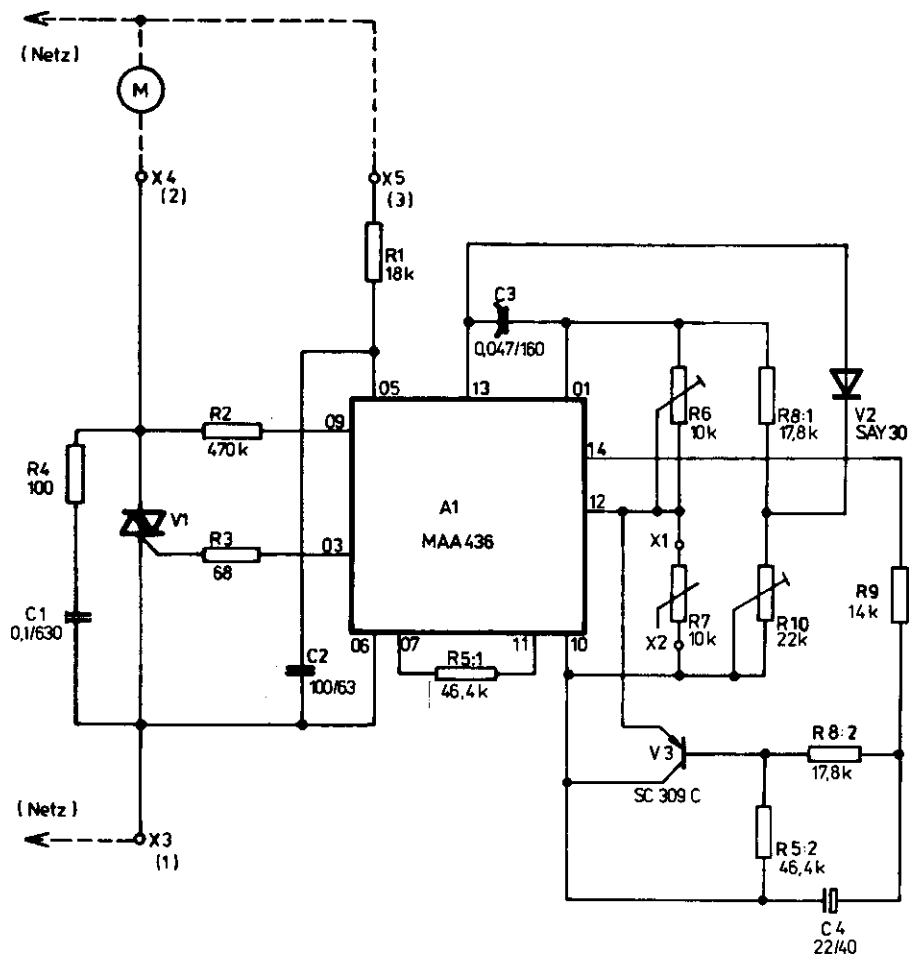 (Netz)
M
X4
(2)
X5
(3)
R1
18k
C3
0,047/160
05
13
01
R6
10k
R8:1
17,8k
V2
SAY 30
R2
470k
09
14
R4
100
A1
MAA 436
12
V1
X1
R3
68
03
R7
10k
X2
R10
22k
R9
14k
C1
0,1/630
06
07
11
10
C2
100/63
R5:1
46,4k
V3
SC 309 C
R8:2
17,8k
(Netz)
X3
(1)
R5:2
46,4k
C4
22/40